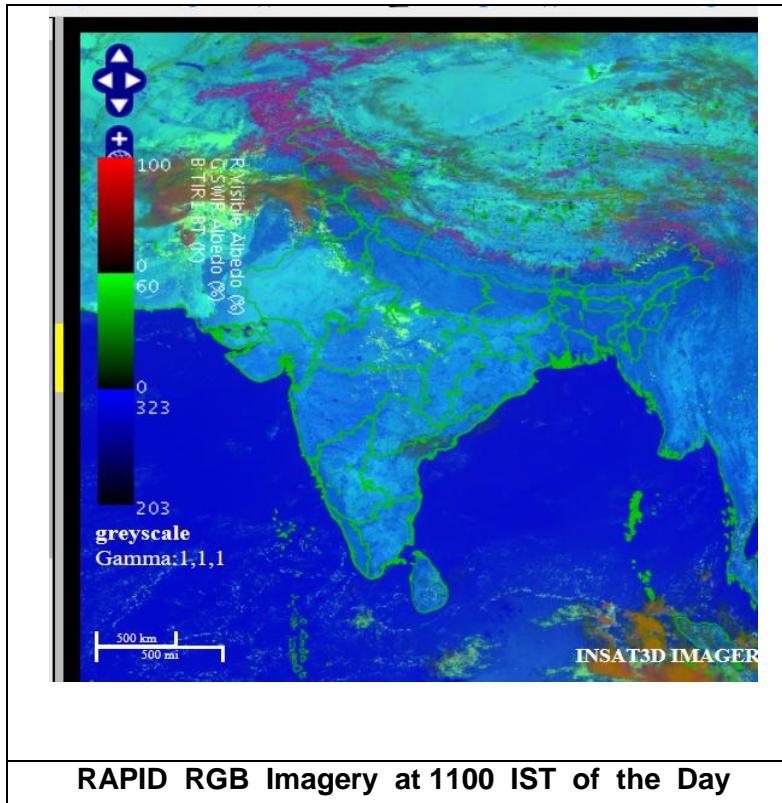 100
0
60
0
323
203
R:Visible Albedo (%)
G:SWIR Albedo (%)
B:TIR1 BT (K)
greyscale
Gamma:1,1,1
500 km
500 mi
INSAT3D IMAGER
RAPID RGB Imagery at 1100 IST of the Day